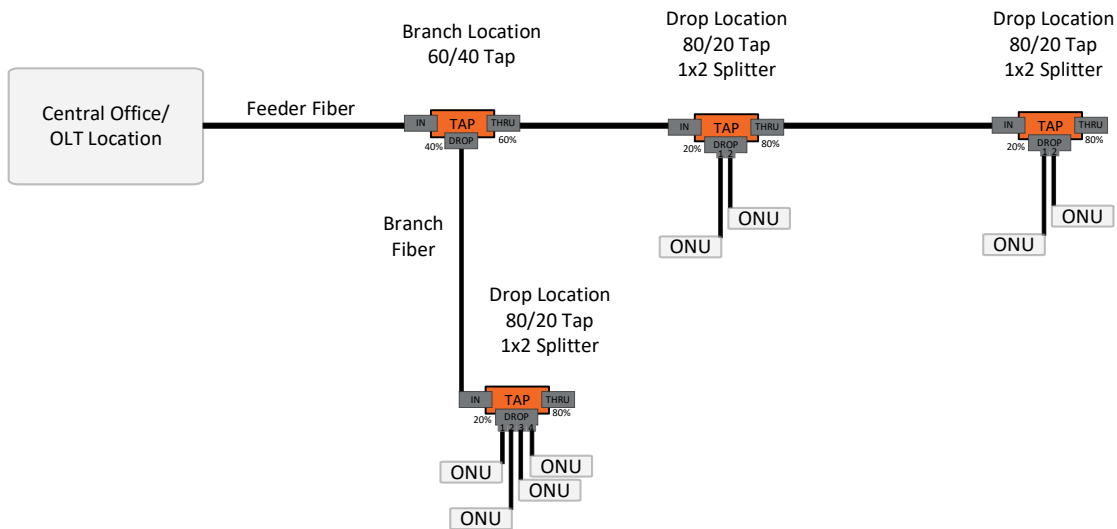 Branch Location
60/40 Tap
Drop Location
80/20 Tap
1x2 Splitter
Drop Location
80/20 Tap
1x2 Splitter
Central Office/
OLT Location
Feeder Fiber
IN
TAP
THRU
DROP
40%
60%
IN
TAP
THRU
DROP
1 2
20%
80%
IN
TAP
THRU
DROP
1 2
20%
80%
ONU
ONU
ONU
ONU
Branch
Fiber
Drop Location
80/20 Tap
1x2 Splitter
IN
TAP
THRU
DROP
20%
80%
1 2 3 4
ONU
ONU
ONU
ONU